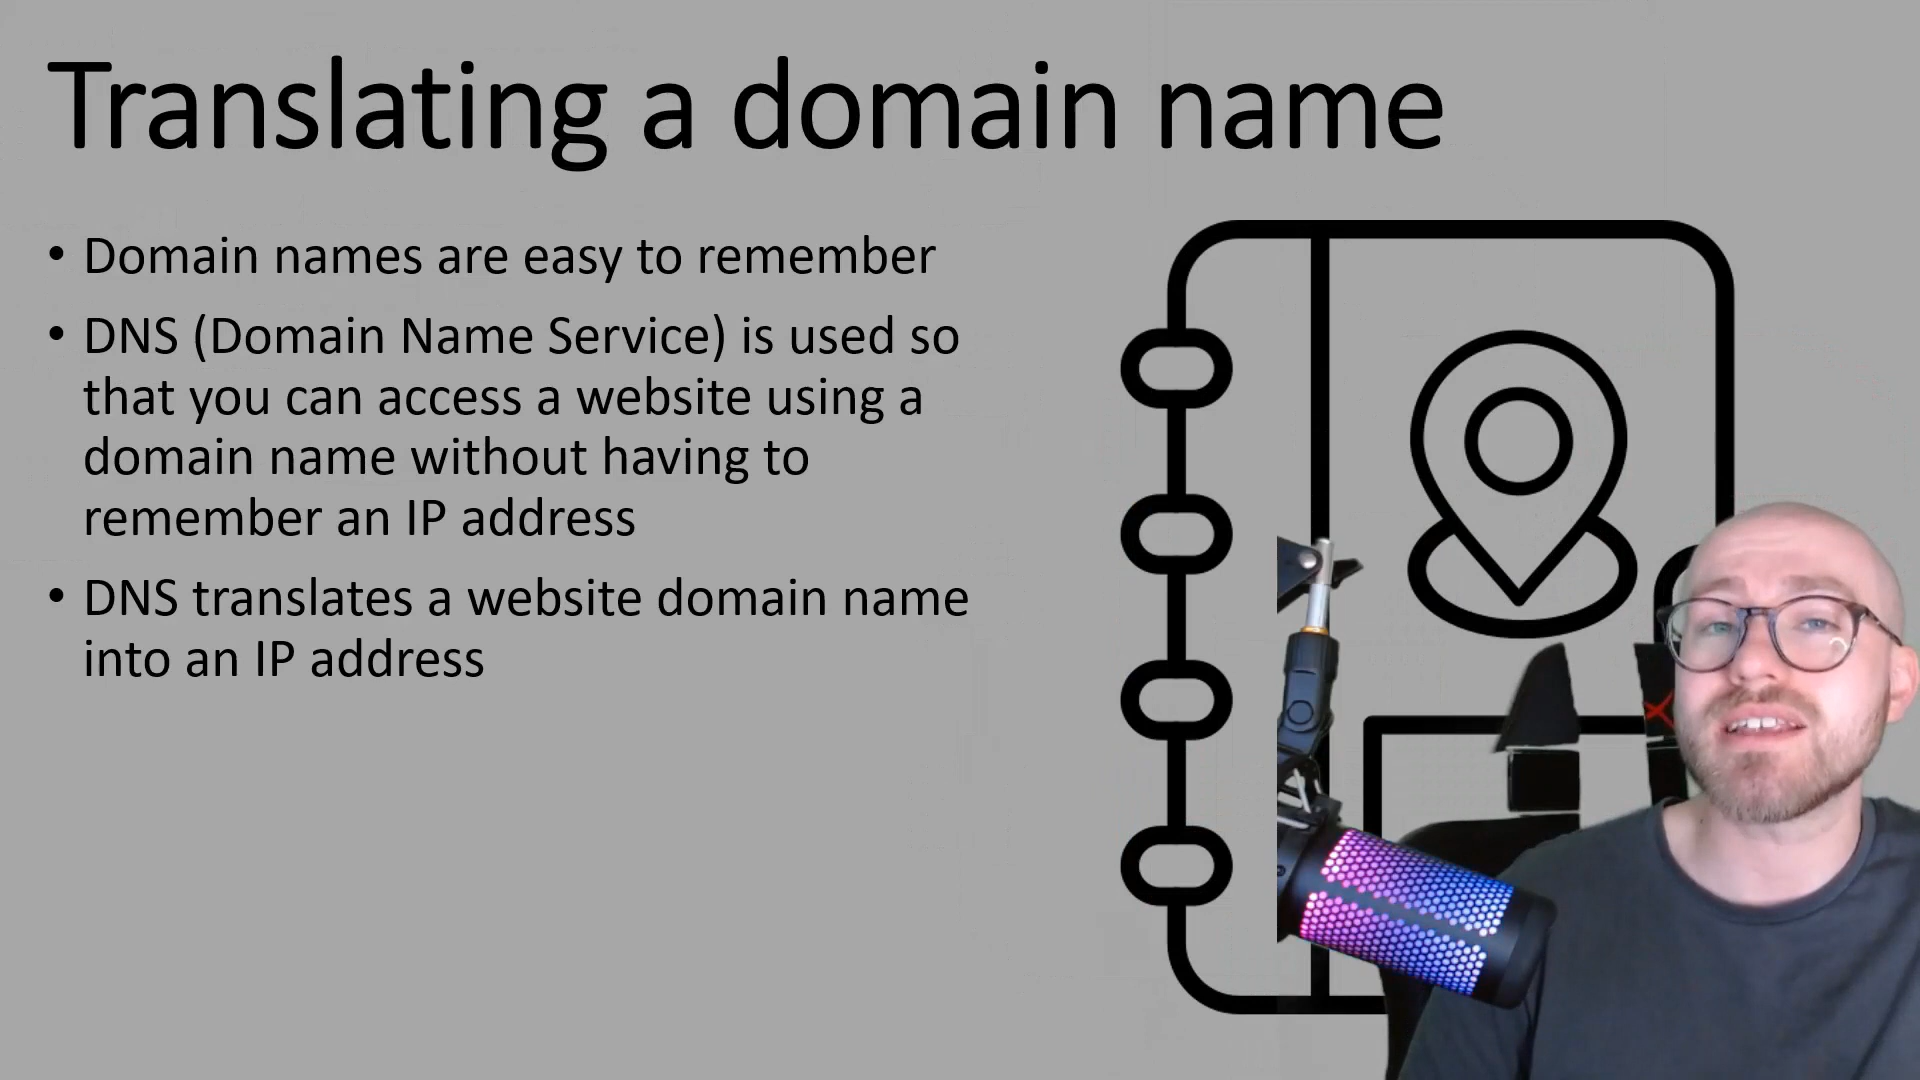 Translating a domain name
• Domain names are easy to remember
• DNS (Domain Name Service) is used so
that you can access a website using a
domain name without having to
remember an IP address
• DNS translates a website domain name
into an IP address